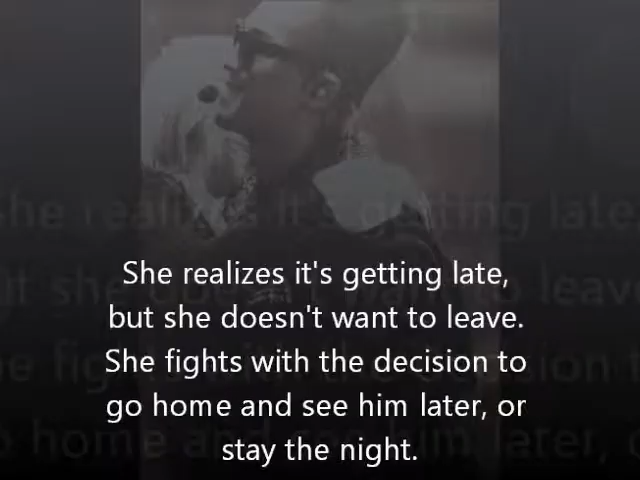 She realizes it's getting late,
but she doesn't want to leave.
She fights with the decision to
go home and see him later, or
stay the night.